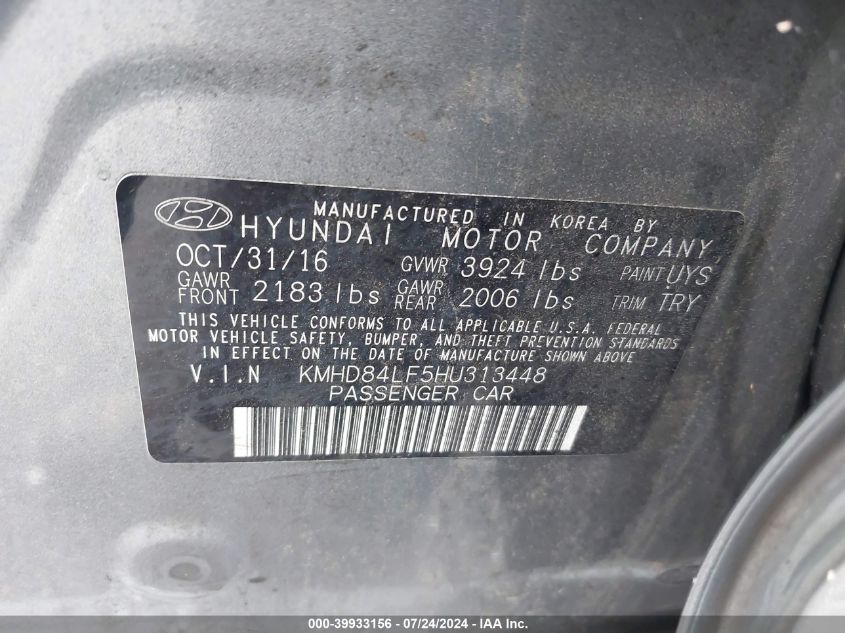 MANUFACTURED IN KOREA BY
HYUNDAI MOTOR COMPANY
OCT/31/16 GVWR 3924 lbs PAINT UYS
GAWR FRONT 2183 lbs GAWR REAR 2006 lbs TRIM TRY
THIS VEHICLE CONFORMS TO ALL APPLICABLE U.S.A. FEDERAL
MOTOR VEHICLE SAFETY, BUMPER, AND THEFT PREVENTION STANDARDS
IN EFFECT ON THE DATE OF MANUFACTURE SHOWN ABOVE
V.I.N KMHD84LF5HU313448
PASSENGER CAR
000-39933156 - 07/24/2024 - IAA, Inc.